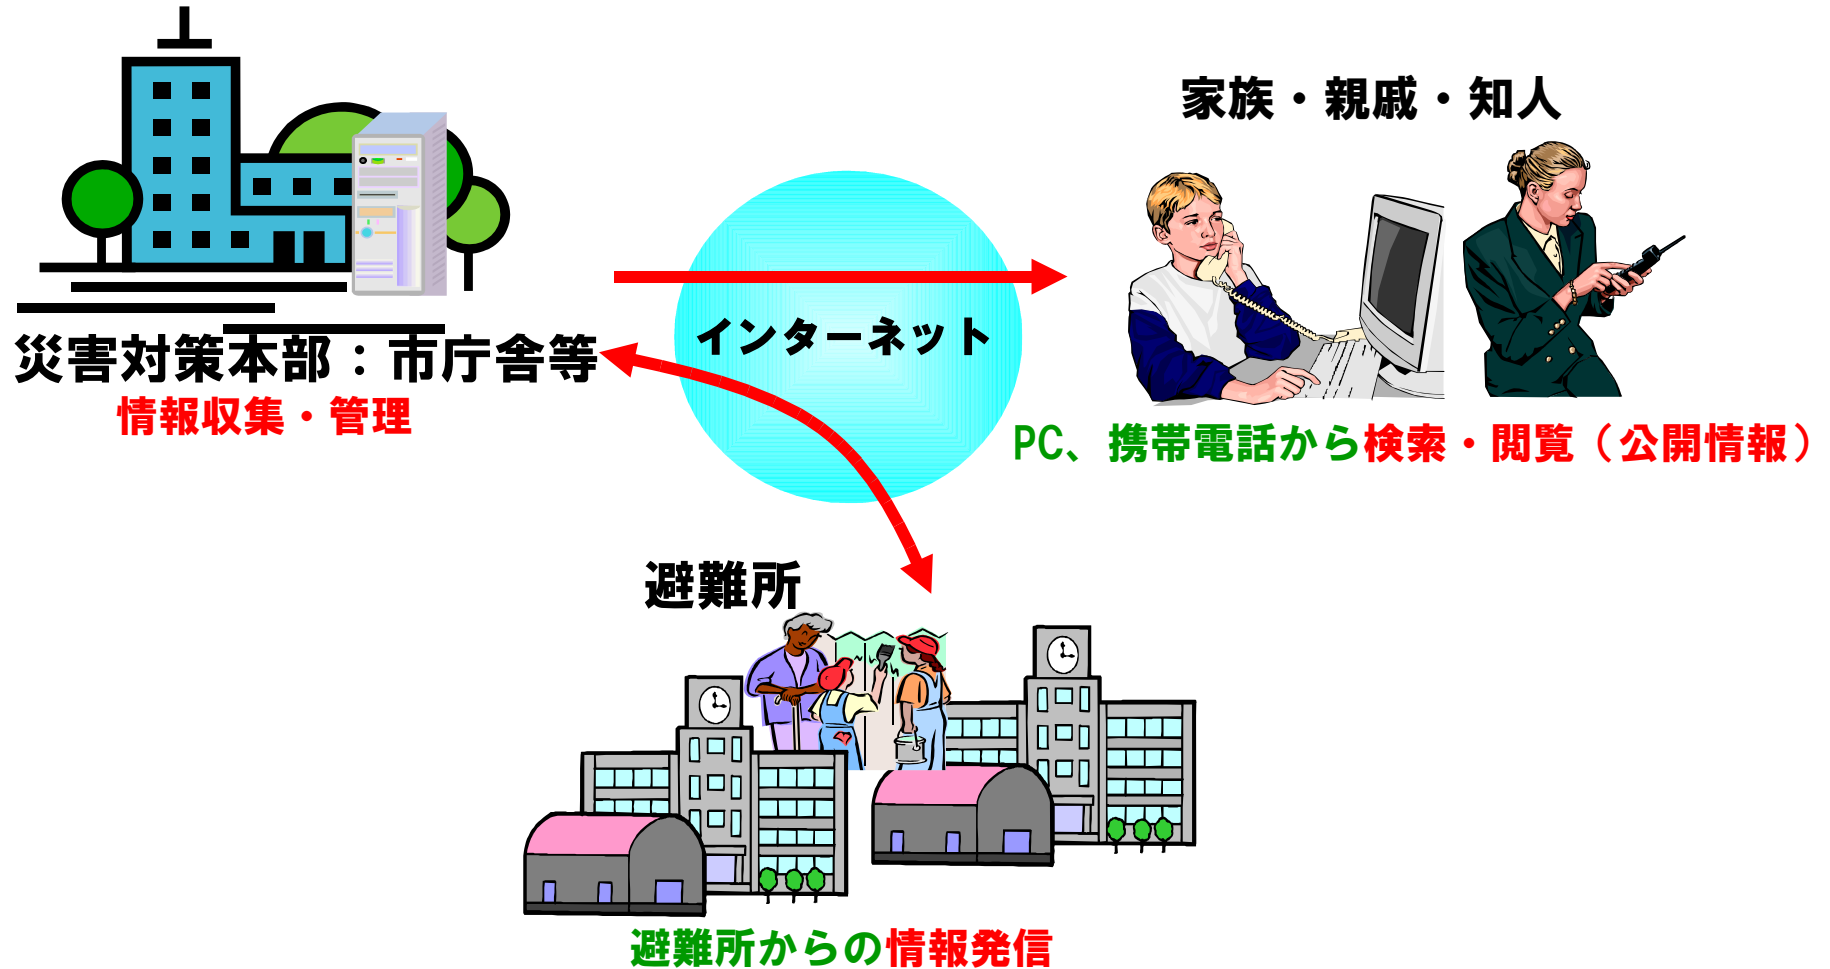 家族・親戚・知人
インターネット
災害対策本部：市庁舎等
情報収集・管理
PC、携帯電話から検索・閲覧（公開情報）
避難所
避難所からの情報発信